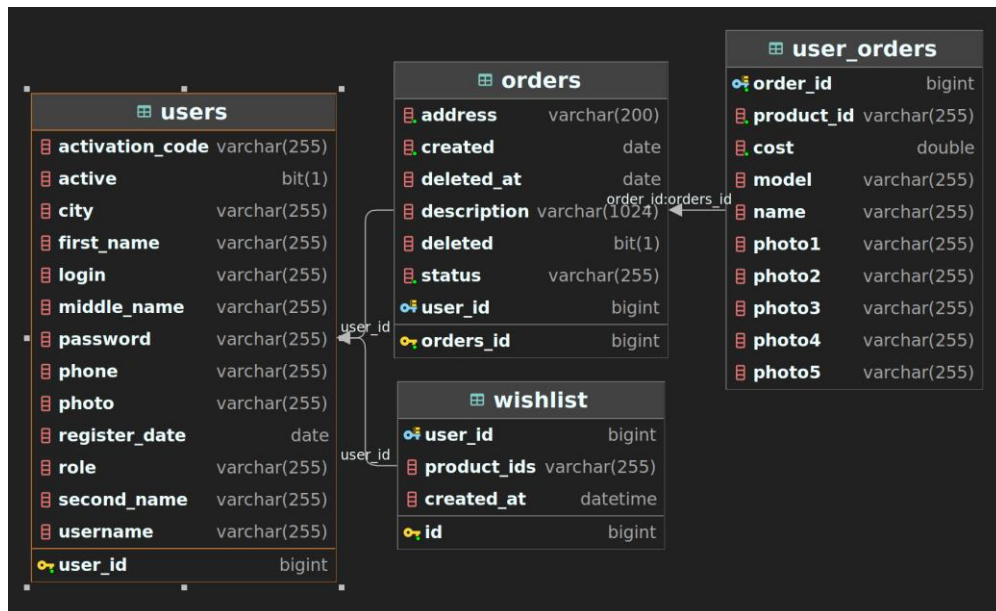 users
activation_code varchar(255)
active bit(1)
city varchar(255)
first_name varchar(255)
login varchar(255)
middle_name varchar(255)
password varchar(255)
phone varchar(255)
photo varchar(255)
register_date date
role varchar(255)
second_name varchar(255)
username varchar(255)
user_id bigint
user_id
user_id
orders
address varchar(200)
created date
deleted_at date
description varchar(1024)
deleted bit(1)
status varchar(255)
user_id bigint
orders_id bigint
order_id:orders_id
wishlist
user_id bigint
product_ids varchar(255)
created_at datetime
id bigint
user_orders
order_id bigint
product_id varchar(255)
cost double
model varchar(255)
name varchar(255)
photo1 varchar(255)
photo2 varchar(255)
photo3 varchar(255)
photo4 varchar(255)
photo5 varchar(255)